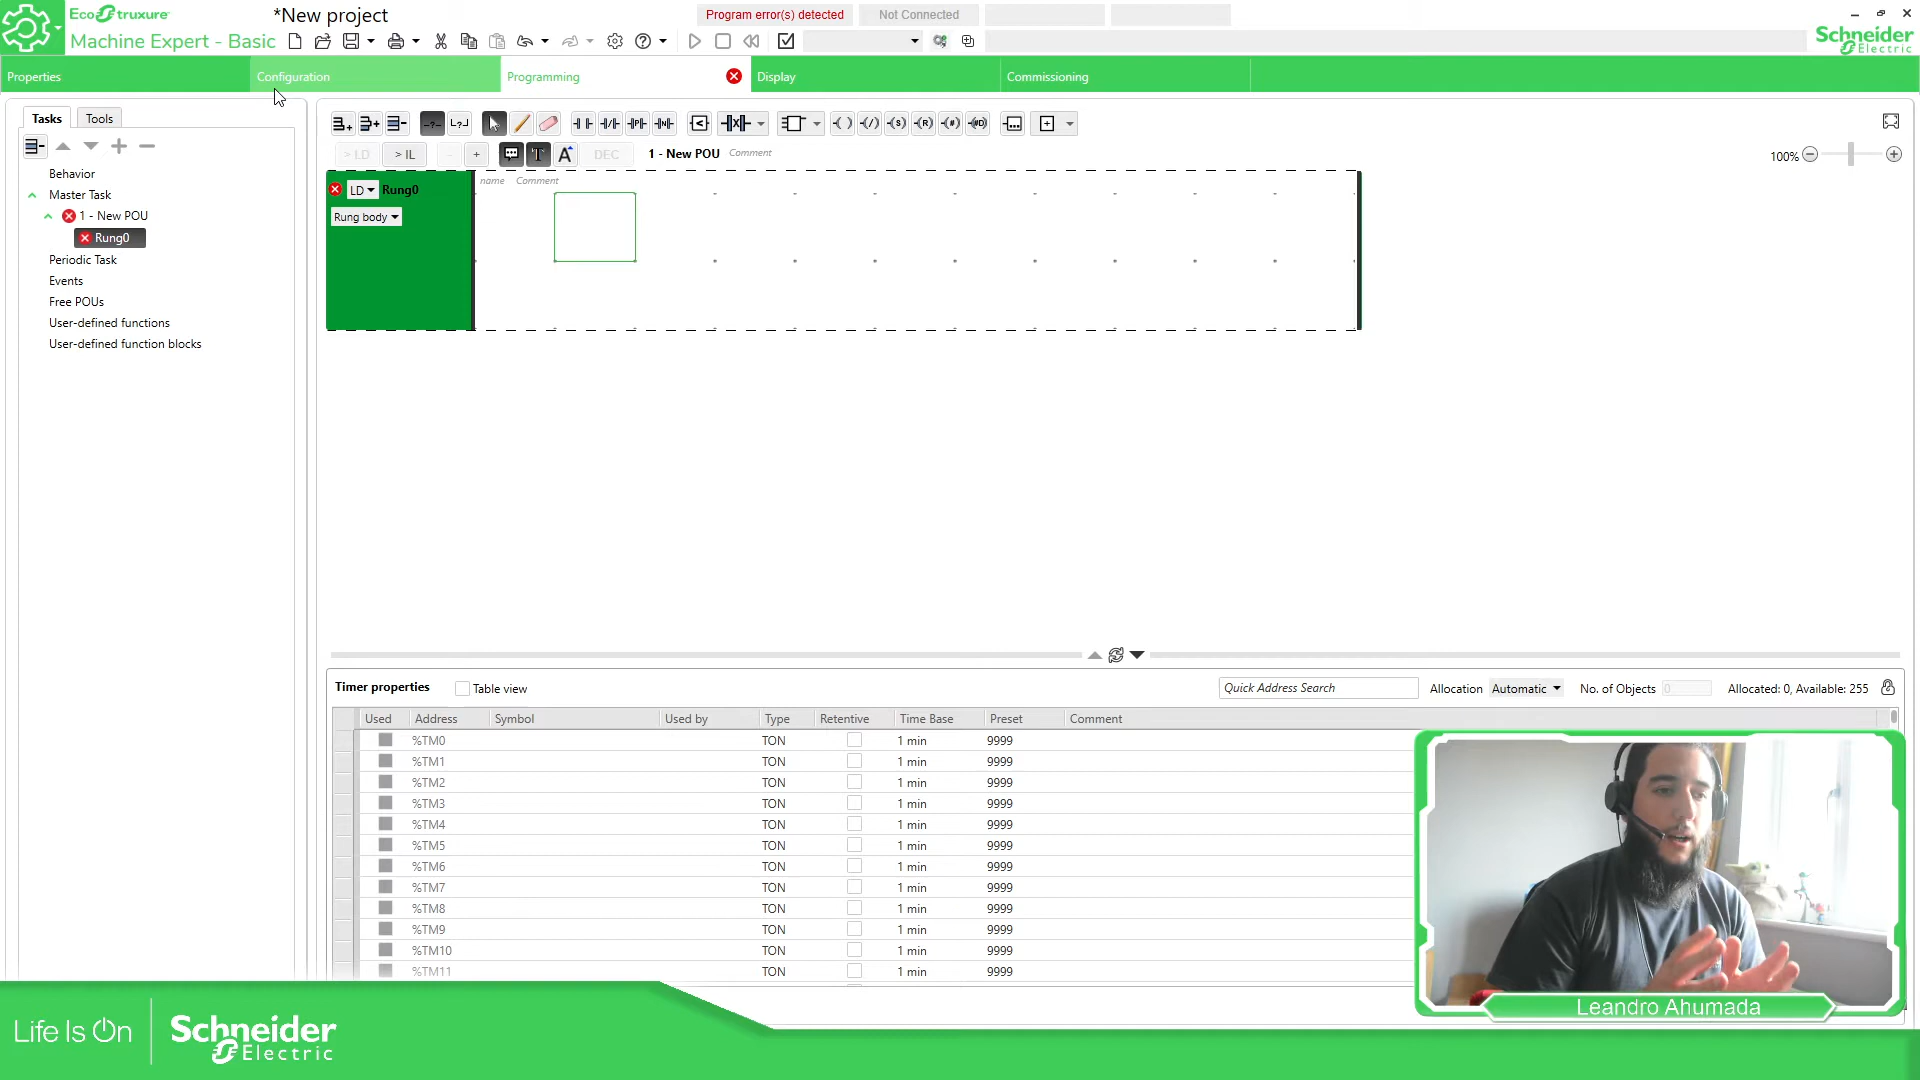 EcoStruxure
Machine Expert - Basic
*New project
Program error(s) detected
Not Connected
Schneider
Electric
Properties
Configuration
Programming
Display
Commissioning
Tasks
Tools
Behavior
Master Task
1 - New POU
Rung0
Periodic Task
Events
Free POUs
User-defined functions
User-defined function blocks
> LD
> IL
-
+
T
A
DEC
1 - New POU
Comment
100%
LD
Rung0
name
Comment
Rung body
Timer properties
Table view
Quick Address Search
Allocation
Automatic
No. of Objects
0
Allocated: 0, Available: 255
Used Address Symbol Used by Type Retentive Time Base Preset Comment
%TM0 TON 1 min 9999
%TM1 TON 1 min 9999
%TM2 TON 1 min 9999
%TM3 TON 1 min 9999
%TM4 TON 1 min 9999
%TM5 TON 1 min 9999
%TM6 TON 1 min 9999
%TM7 TON 1 min 9999
%TM8 TON 1 min 9999
%TM9 TON 1 min 9999
%TM10 TON 1 min 9999
%TM11 TON 1 min 9999
Leandro Ahumada
Life Is On
Schneider
Electric